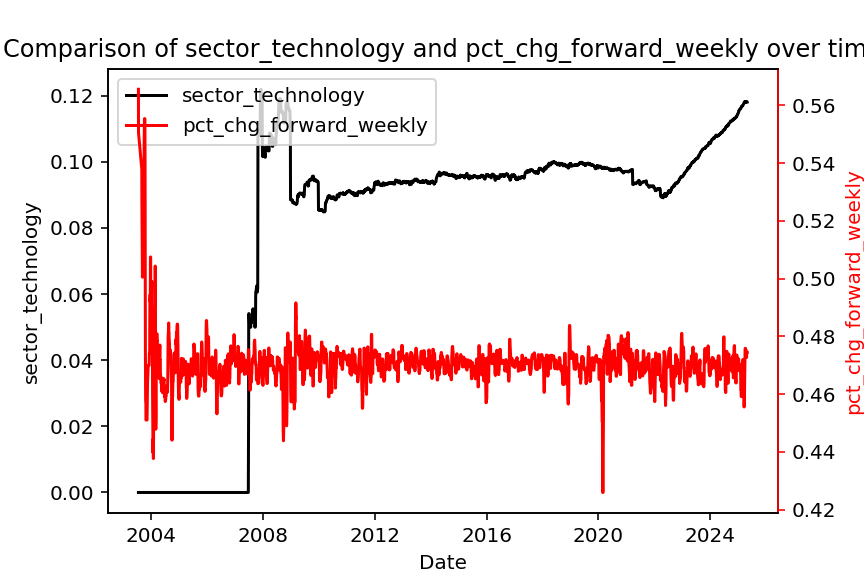 Comparison of sector_technology and pct_chg_forward_weekly over tim
sector_technology
pct_chg_forward_weekly
0.12
0.10
0.08
0.06
0.04
0.02
0.00
sector_technology
0.56
0.54
0.52
0.50
0.48
0.46
0.44
0.42
pct_chg_forward_weekly
2004 2008 2012 2016 2020 2024
Date